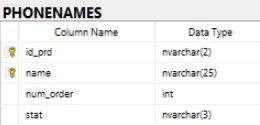 PHONENAMES
Column Name Data Type
id_prd nvarchar(2)
name nvarchar(25)
num_order int
stat nvarchar(3)